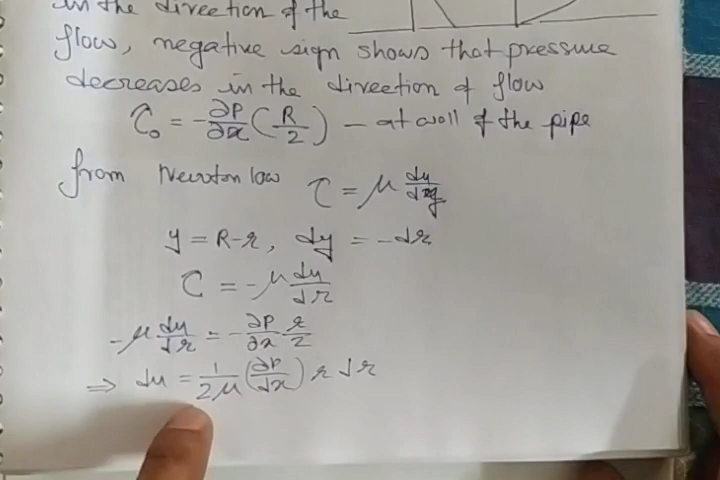 in the direction of the
flow, negative sign shows that pressure
decreases in the direction of flow
τ₀ = -∂P/∂x (R/2) - at wall of the pipe
from Newton law τ = μ du/dy
y = R-r, dy = -dr
τ = -μ du/dr
-μ du/dr = -∂P/∂x r/2
⇒ du = 1/2μ (∂P/∂x) r dr